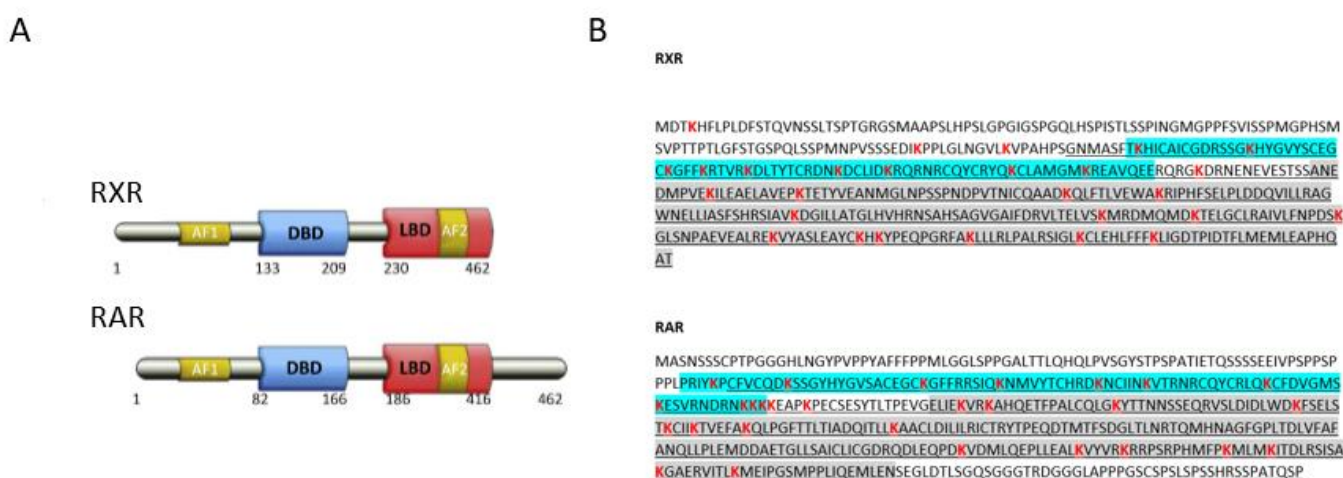 A
B
RXR
AF1
DBD
LBD
AF2
1
133
209
230
462
RAR
AF1
DBD
LBD
AF2
1
82
166
186
416
462
RXR
MDTKHFLPLDFSTQVNSSLTSPTGRGSMAAPSLHPSLGPGIGSPGQLHSPISTLSSPINGMGPPFSVISSPMGPHSM
SVPTTPTLGFSTGSPQLSSPMNPVSSSEDIKPPLGLNGVLKVPAHPSGNMASFTKHICAICGDRSSGKHYGVYSCEG
CKGFFKRTVRKDLTYTCRDNKDCLIDKRQRNRCQYCRYQKCLAMGMKREAVQEERQRGKDRNENEVESTSSANE
DMPVEKILEAELAVEPKTETYVEANMGLNPSSPNDPVTNICQAADKQLFTLVEWAKRIPHFSELPLDDQVILLRAG
WNELLIASFSHRSIAVKDGILLATGLHVHRNSAHSAGVGAIFDRVLTELVSKMRDMQMDKTELGCLRAIVLFNPDSK
GLSNPAEVEALREKVYASLEAYCKHKYPEQPGRFAKLLLRLPALRSIGLKCLEHLFFFKLIGDTPIDTFLMEMLEAPHQ
AT
RAR
MASNSSSCPTPGGGHLNGYPVPPYAFFFPPMLGGLSPPGALTTLQHQLPVSGYSTPSPATIETQSSSSEEIVPSPPSP
PPLPRIYKPCFVCQDKSSGYHYGVSACEGCKGFFRRSIQKNMVYTCHRDKNCIINKVTRNRCQYCRLQKCFDVGMS
KESVRNDRNKKKKEAPKPECSESYTLTPEVGELIEKVRKAHQETFPALCQLGKYTTNNSSEQRVSLDIDLWDKFSELS
TKCIIKTVEFAKQLPGFTTLTIADQITLLKAACLDILILRICTRYTPEQDTMTFSDGLTLNRTQMHNAGFGPLTDLVFAF
ANQLLPLEMDDAETGLLSAICLICGDRQDLEQPDKVDMLQEPLLEALKVYVRKRRPSRPHMFPKMLMKITDLRSISA
KGAERVITLKMEIPGSMPPLIQEMLENSEGLDTLSGQSGGGTRDGGGLAPPPGSCSPSLSPSSHRSSPATQSP